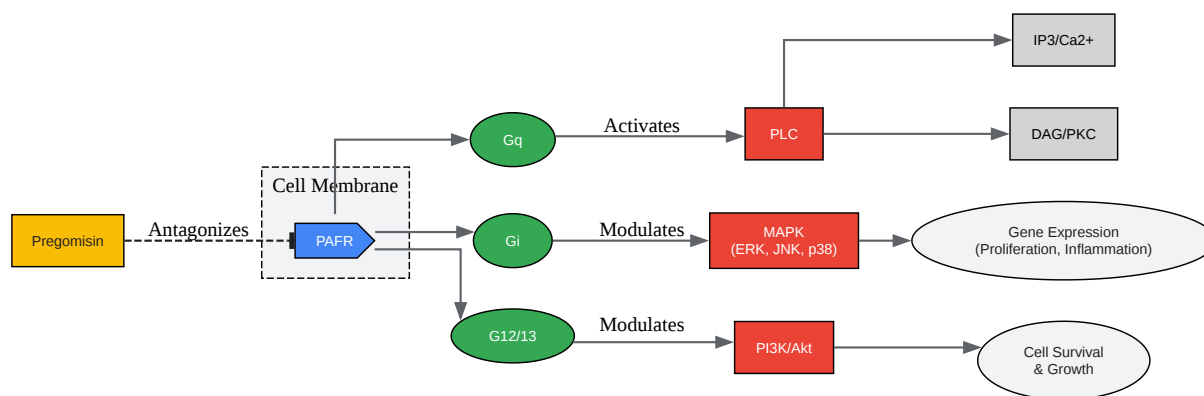 IP3/Ca2+
Gq
Activates
PLC
DAG/PKC
Cell Membrane
Pregomisin
Antagonizes
PAFR
Gi
Modulates
MAPK
(ERK, JNK, p38)
Gene Expression
(Proliferation, Inflammation)
G12/13
Modulates
PI3K/Akt
Cell Survival
& Growth